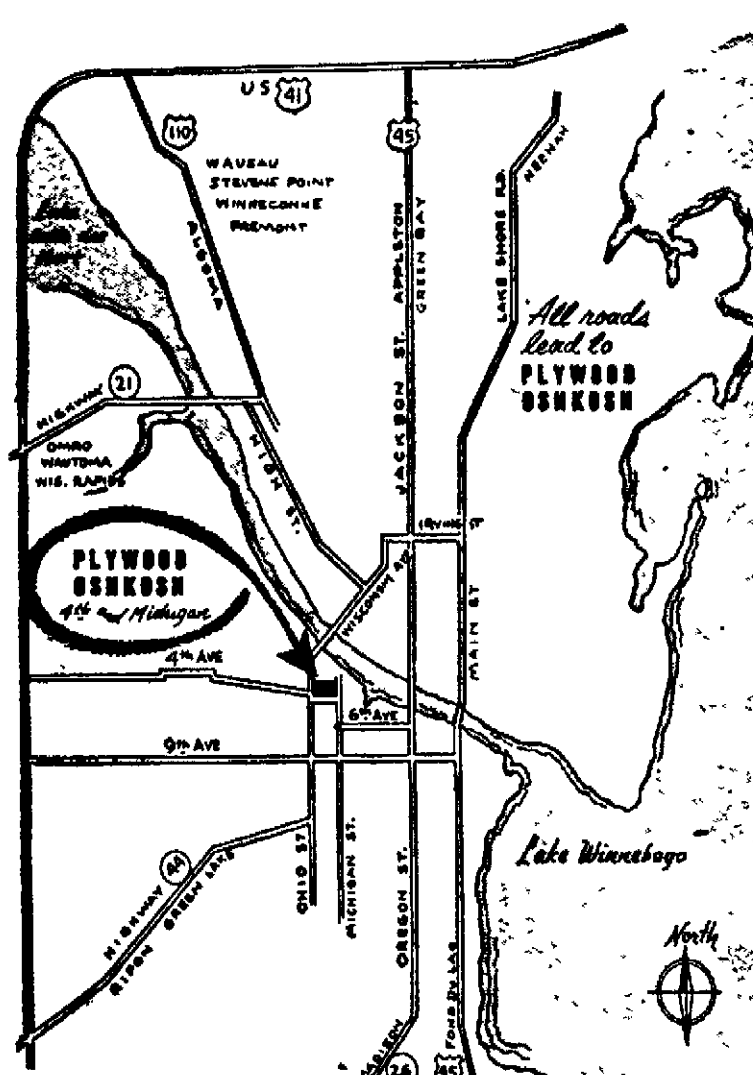 US 41
110
45
WAUSAU
STEVENS POINT
WINNECONNE
FREMONT
ALGOMA
JACKSON ST. APPLETON
GREEN BAY
LAKE SHORE RD.
NEENAH
Lake
"All roads
lead to
PLYWOOD
OSHKOSH
HIGHWAY 21
OMRO
WAUTOMA
WIS. RAPIDS
HIGH ST.
IRVING ST
WISCONSIN AVE
MAIN ST
PLYWOOD
OSHKOSH
4th and Michigan
4th AVE
6th AVE
9th AVE
HIGHWAY 44
RIPON GREEN LAKE
OHIO ST
MICHIGAN ST.
OREGON ST.
FOND DU LAC
Lake Winnebago
North
26
45